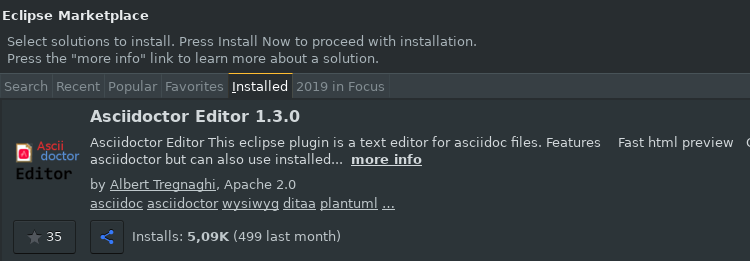 Eclipse Marketplace
Select solutions to install. Press Install Now to proceed with installation.
Press the "more info" link to learn more about a solution.
Search Recent Popular Favorites Installed 2019 in Focus
Asciidoctor Editor 1.3.0
Ascii
doctor
Editor
Asciidoctor Editor This eclipse plugin is a text editor for asciidoc files. Features Fast html preview
asciidoctor but can also use installed... more info
by Albert Tregnaghi, Apache 2.0
asciidoc asciidoctor wysiwyg ditaa plantuml ...
35
Installs: 5,09K (499 last month)